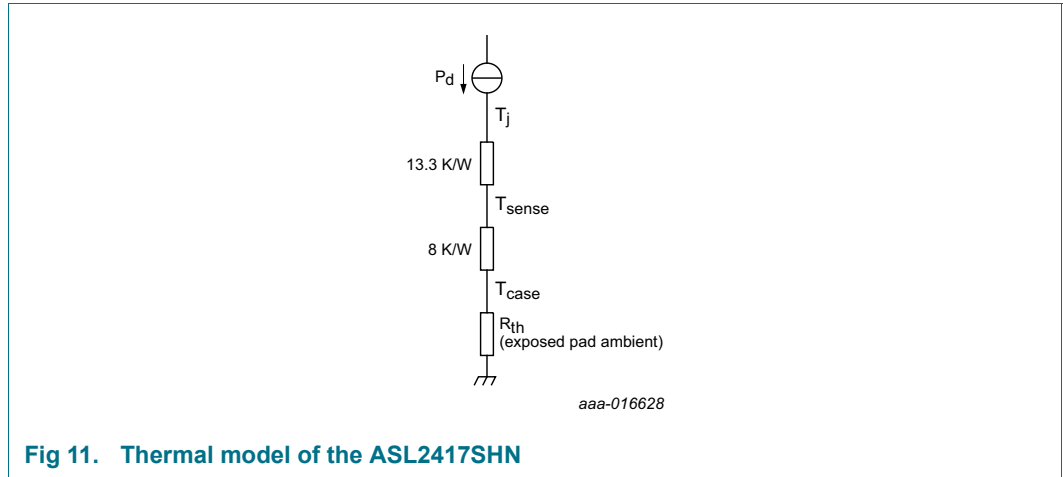 Pd
Tj
13.3 K/W
Tsense
8 K/W
Tcase
Rth
(exposed pad ambient)
aaa-016628
Fig 11. Thermal model of the ASL2417SHN